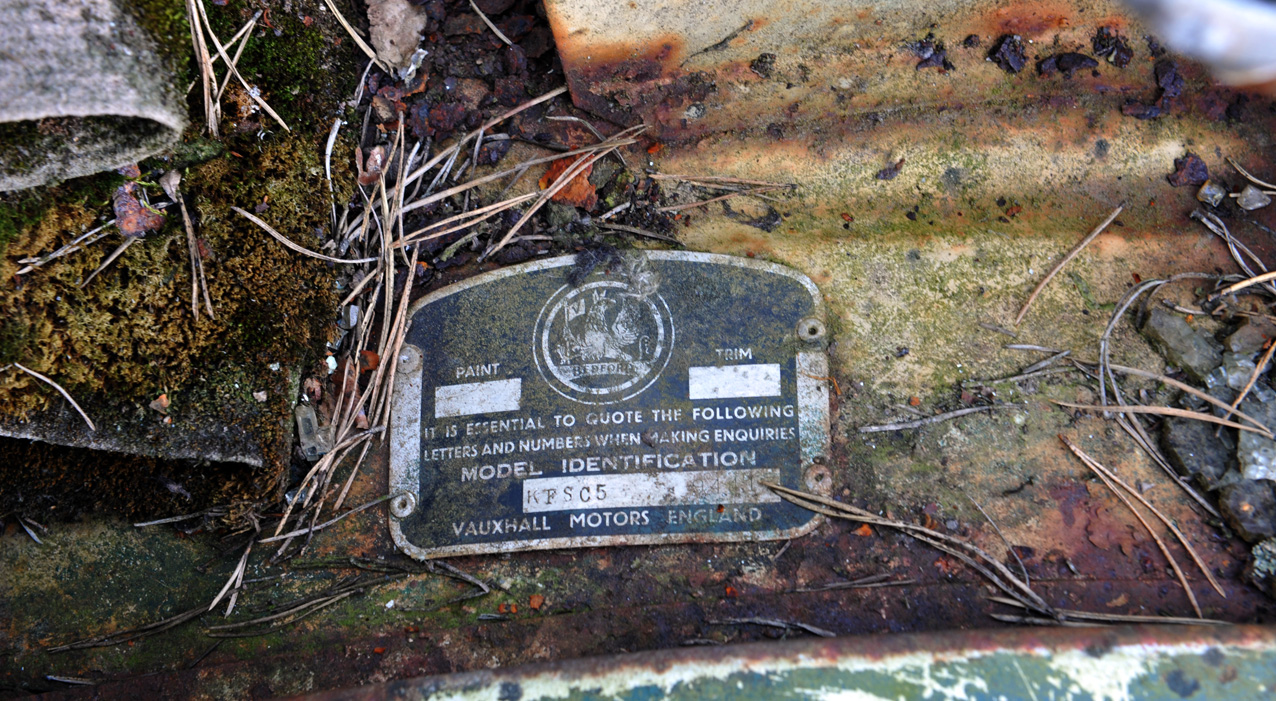 BEDFORD
PAINT
TRIM
IT IS ESSENTIAL TO QUOTE THE FOLLOWING
LETTERS AND NUMBERS WHEN MAKING ENQUIRIES
MODEL IDENTIFICATION
KFSC5
VAUXHALL MOTORS ENGLAND